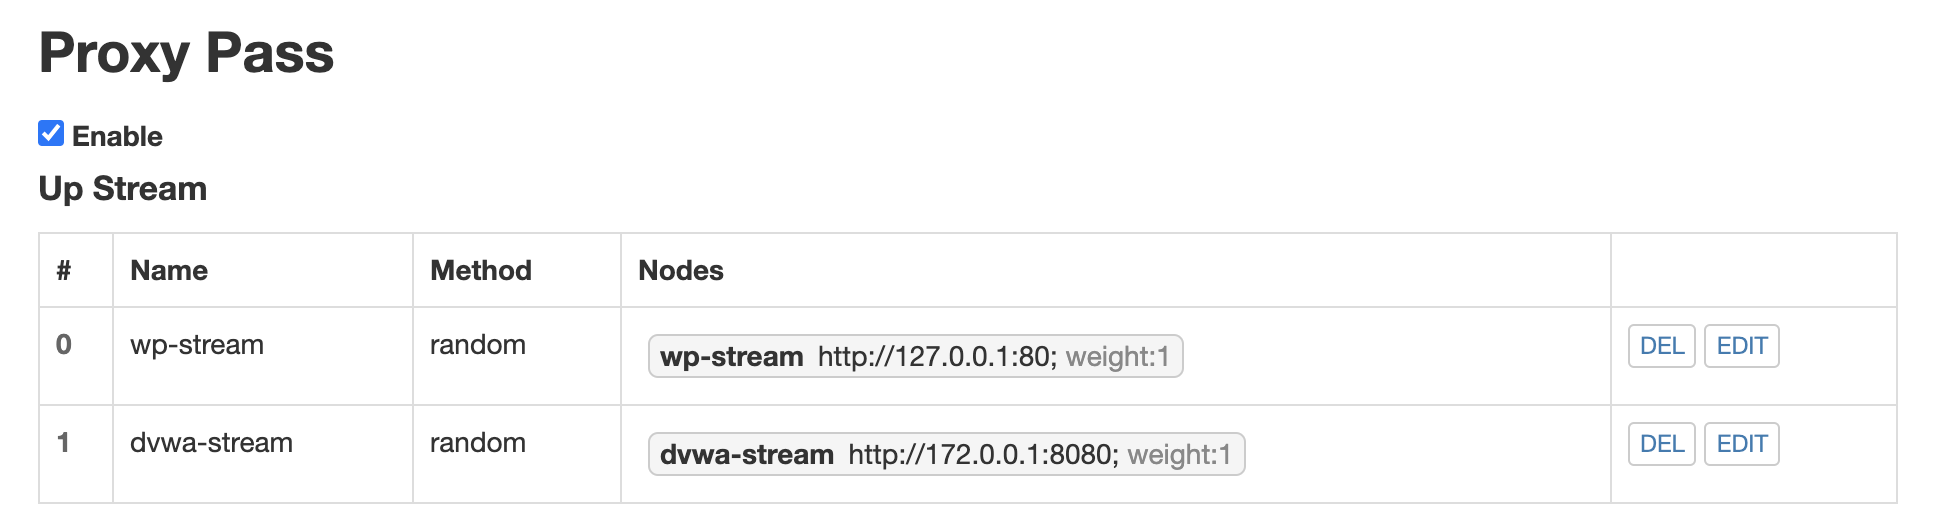 Proxy Pass
Enable
Up Stream
# Name Method Nodes
0 wp-stream random wp-stream http://127.0.0.1:80; weight:1 DEL EDIT
1 dvwa-stream random dvwa-stream http://172.0.0.1:8080; weight:1 DEL EDIT